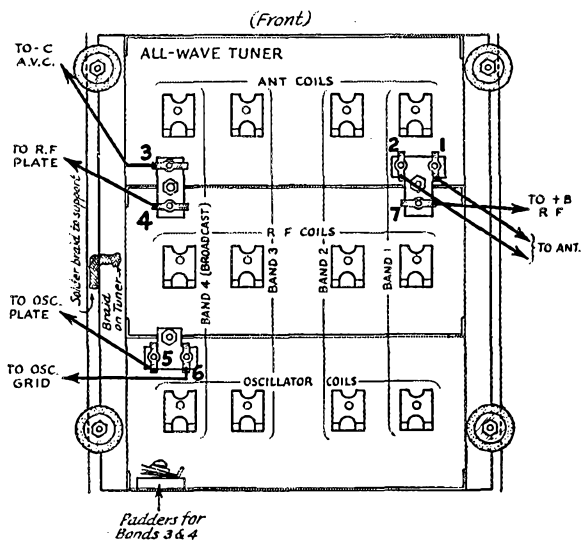 (Front)
ALL-WAVE TUNER
TO-C
A.V.C.
ANT COILS
3
2
1
TO R.F
PLATE
4
7
TO +B
R F
TO ANT.
R F COILS
Solder braid to support
Braid
on Tuner
BAND 4 (BROADCAST)
BAND 3
BAND 2
BAND 1
TO OSC.
PLATE
5
6
TO OSC.
GRID
OSCILLATOR COILS
Padders for
Bands 3 & 4